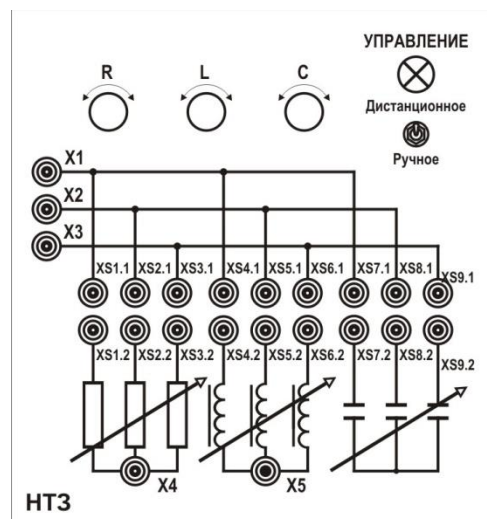 УПРАВЛЕНИЕ
R L C
Дистанционное
Ручное
X1
X2
X3
XS1.1 XS2.1 XS3.1 XS4.1 XS5.1 XS6.1 XS7.1 XS8.1 XS9.1
XS1.2 XS2.2 XS3.2 XS4.2 XS5.2 XS6.2 XS7.2 XS8.2 XS9.2
X4 X5
НТЗ